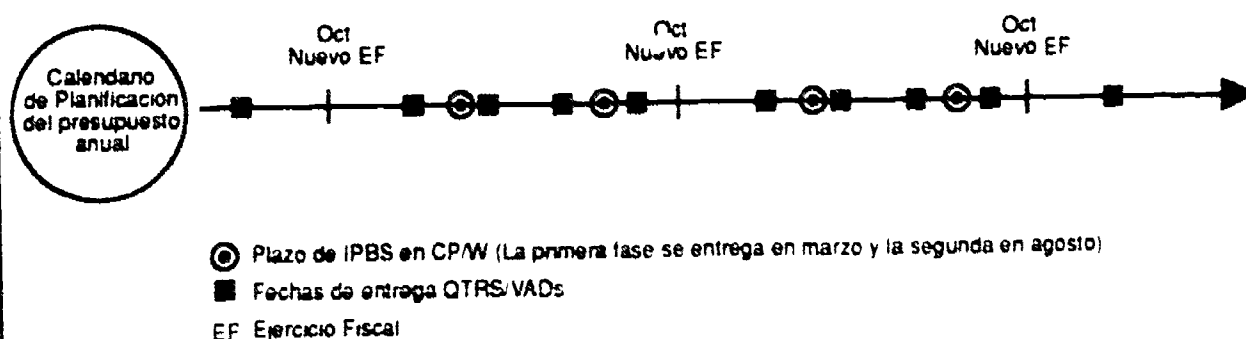 Calendario
de Planificación
del presupuesto
anual
Oct
Nuevo EF
Oct
Nuevo EF
Oct
Nuevo EF
Plazo de IPBS en CP/W (La primera fase se entrega en marzo y la segunda en agosto)
Fechas de entrega QTRS/VADs
EF Ejercicio Fiscal